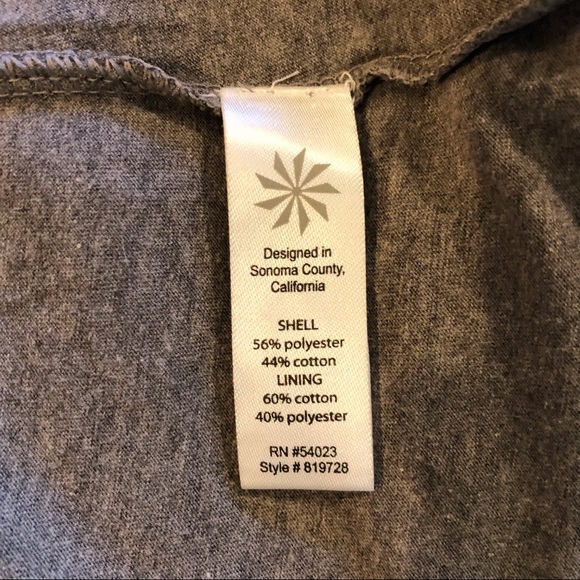 Designed in
Sonoma County,
California
SHELL
56% polyester
44% cotton
LINING
60% cotton
40% polyester
RN #54023
Style # 819728